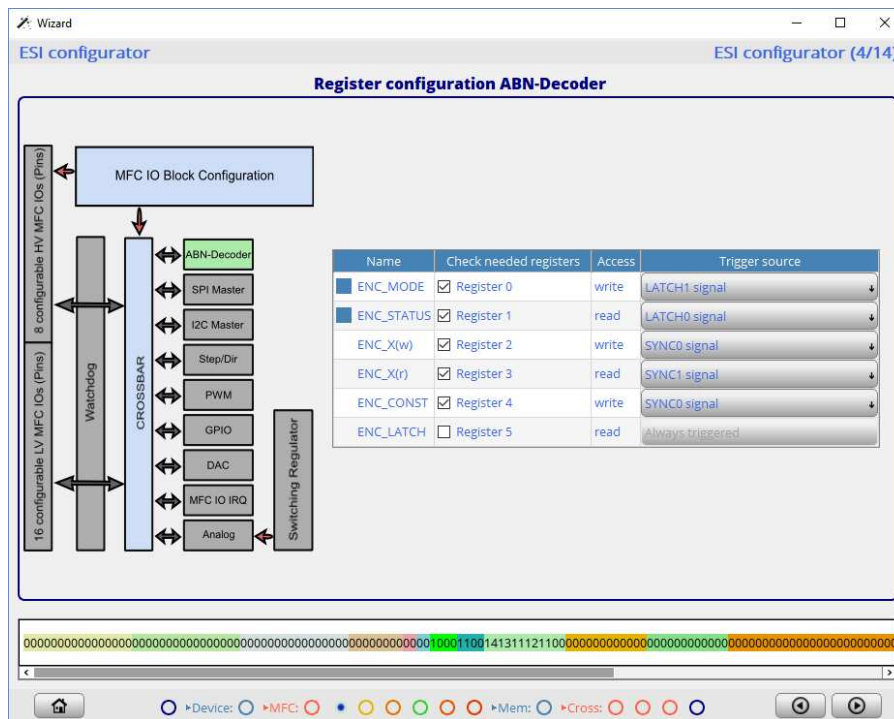 Wizard
ESI configurator
ESI configurator (4/14)
Register configuration ABN-Decoder
8 configurable HV MFC IOs (Pins)
16 configurable LV MFC IOs (Pins)
MFC IO Block Configuration
Watchdog
CROSSBAR
ABN-Decoder
SPI Master
I2C Master
Step/Dir
PWM
GPIO
DAC
MFC IO IRQ
Analog
Switching Regulator
Name Check needed registers Access Trigger source
ENC_MODE Register 0 write LATCH1 signal
ENC_STATUS Register 1 read LATCH0 signal
ENC_X(w) Register 2 write SYNC0 signal
ENC_X(r) Register 3 read SYNC1 signal
ENC_CONST Register 4 write SYNC0 signal
ENC_LATCH Register 5 read Always triggered
Device: MFC: Mem: Cross: